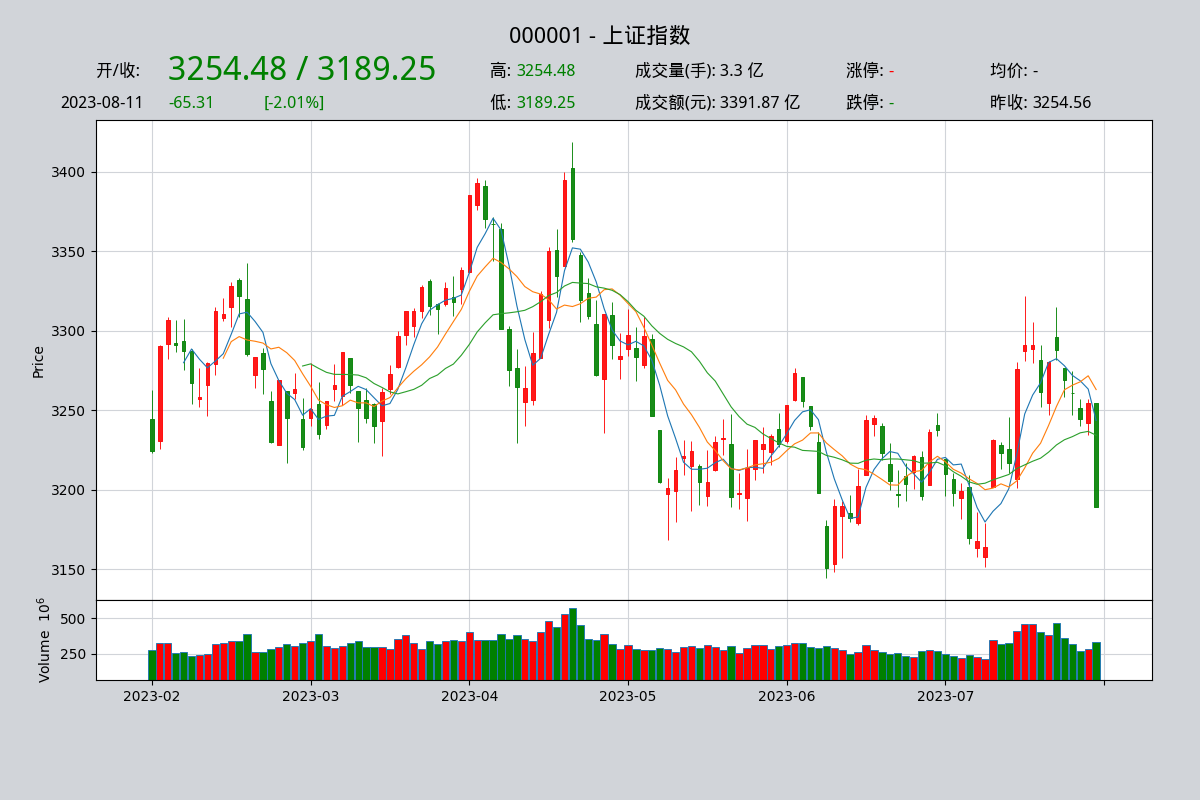 000001 - 上证指数
开/收: 3254.48 / 3189.25 高: 3254.48 成交量(手): 3.3 亿 涨停: - 均价: -
2023-08-11 -65.31 [-2.01%] 低: 3189.25 成交额(元): 3391.87 亿 跌停: - 昨收: 3254.56
3400
3350
3300
3250
3200
3150
Price
500
250
Volume 10^6
2023-02 2023-03 2023-04 2023-05 2023-06 2023-07